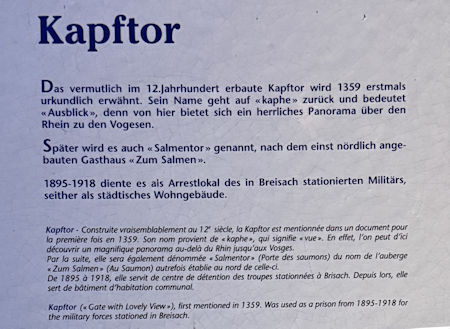 Kapftor
Das vermutlich im 12.Jahrhundert erbaute Kapftor wird 1359 erstmals
urkundlich erwähnt. Sein Name geht auf «kaphe» zurück und bedeutet
«Ausblick», denn von hier bietet sich ein herrliches Panorama über den
Rhein zu den Vogesen.
Später wird es auch «Salmentor» genannt, nach dem einst nördlich ange-
bauten Gasthaus «Zum Salmen».
1895-1918 diente es als Arrestlokal des in Breisach stationierten Militärs,
seither als städtisches Wohngebäude.
Kapftor - Construite vraisemblablement au 12e siècle, la Kapftor est mentionnée dans un document pour
la première fois en 1359. Son nom provient de «kaphe», qui signifie «vue». En effet, l'on peut d'ici
découvrir un magnifique panorama au-delà du Rhin jusqu'aux Vosges.
Par la suite, elle sera également dénommée «Salmentor» (Porte des saumons) du nom de l'auberge
«Zum Salmen» (Au Saumon) autrefois établie au nord de celle-ci.
De 1895 à 1918, elle servit de centre de détention des troupes stationnées à Brisach. Depuis lors, elle
sert de bâtiment d'habitation communal.
Kapftor («Gate with Lovely View»), first mentioned in 1359. Was used as a prison from 1895-1918 for
the military forces stationed in Breisach.